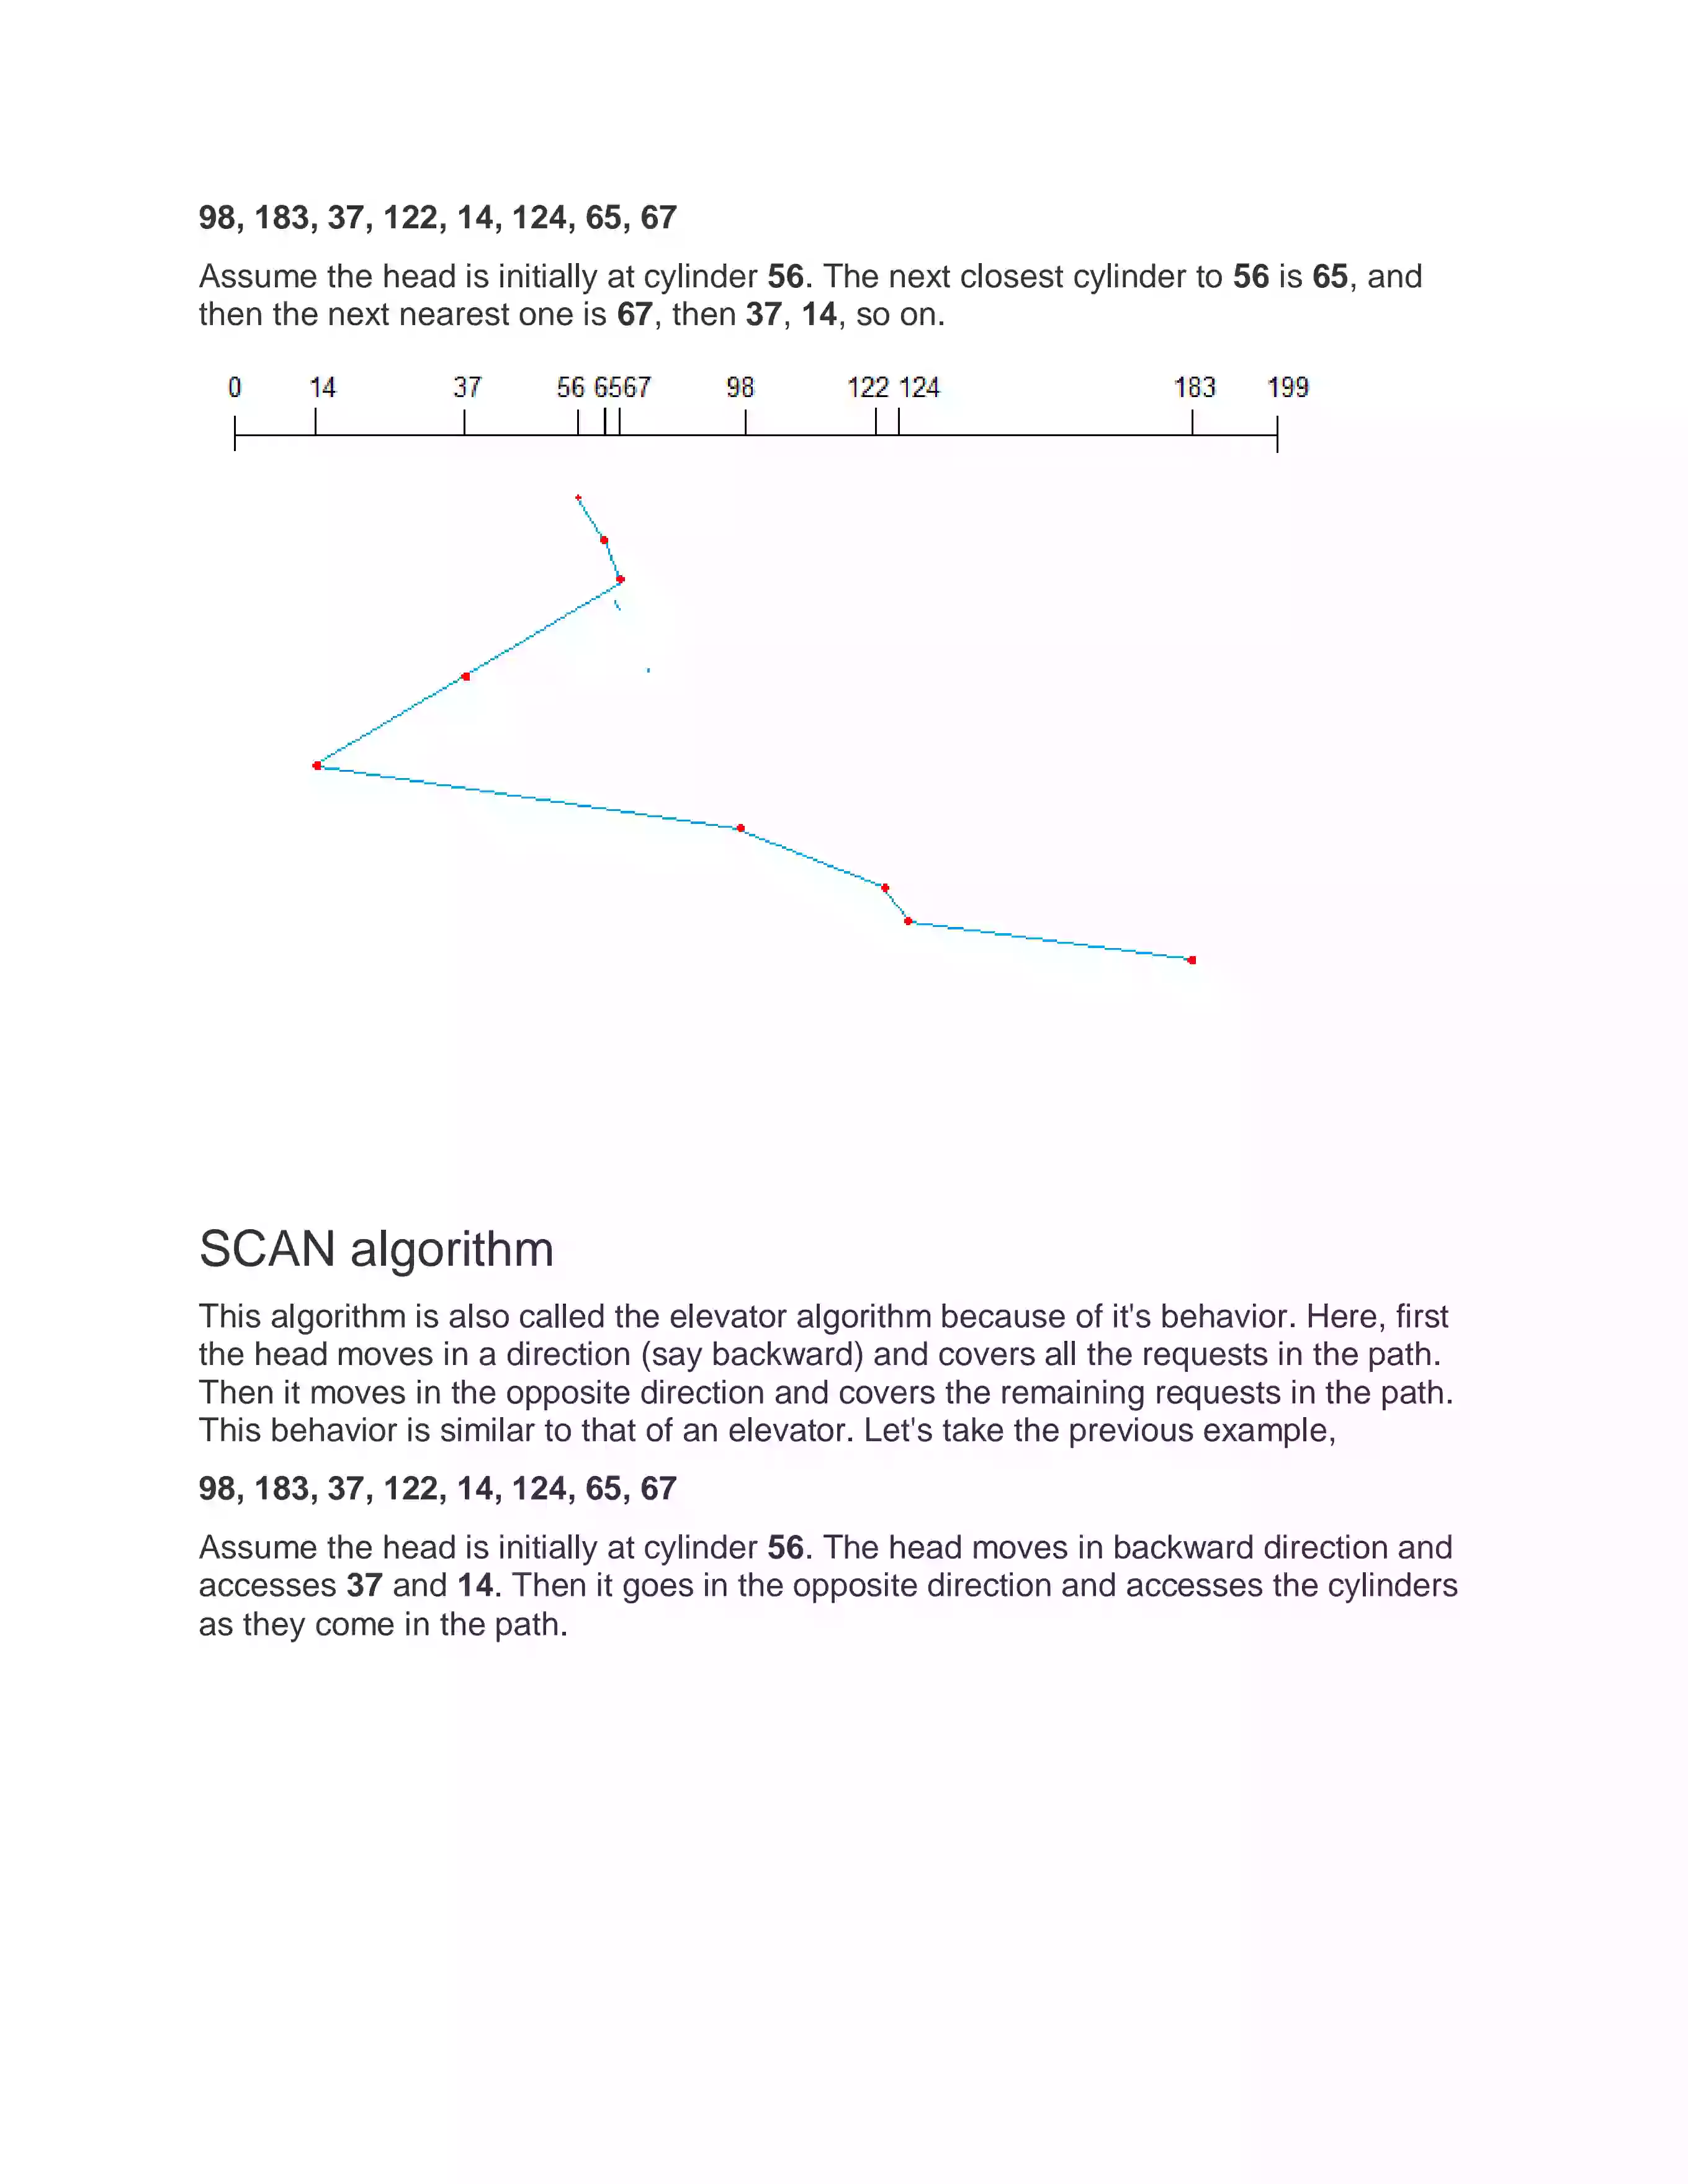 98, 183, 37, 122, 14, 124, 65, 67
Assume the head is initially at cylinder 56. The next closest cylinder to 56 is 65, and
then the next nearest one is 67, then 37, 14, so on.
0 14 37 56 65 67 98 122 124 183 199
SCAN algorithm
This algorithm is also called the elevator algorithm because of it's behavior. Here, first
the head moves in a direction (say backward) and covers all the requests in the path.
Then it moves in the opposite direction and covers the remaining requests in the path.
This behavior is similar to that of an elevator. Let's take the previous example,
98, 183, 37, 122, 14, 124, 65, 67
Assume the head is initially at cylinder 56. The head moves in backward direction and
accesses 37 and 14. Then it goes in the opposite direction and accesses the cylinders
as they come in the path.